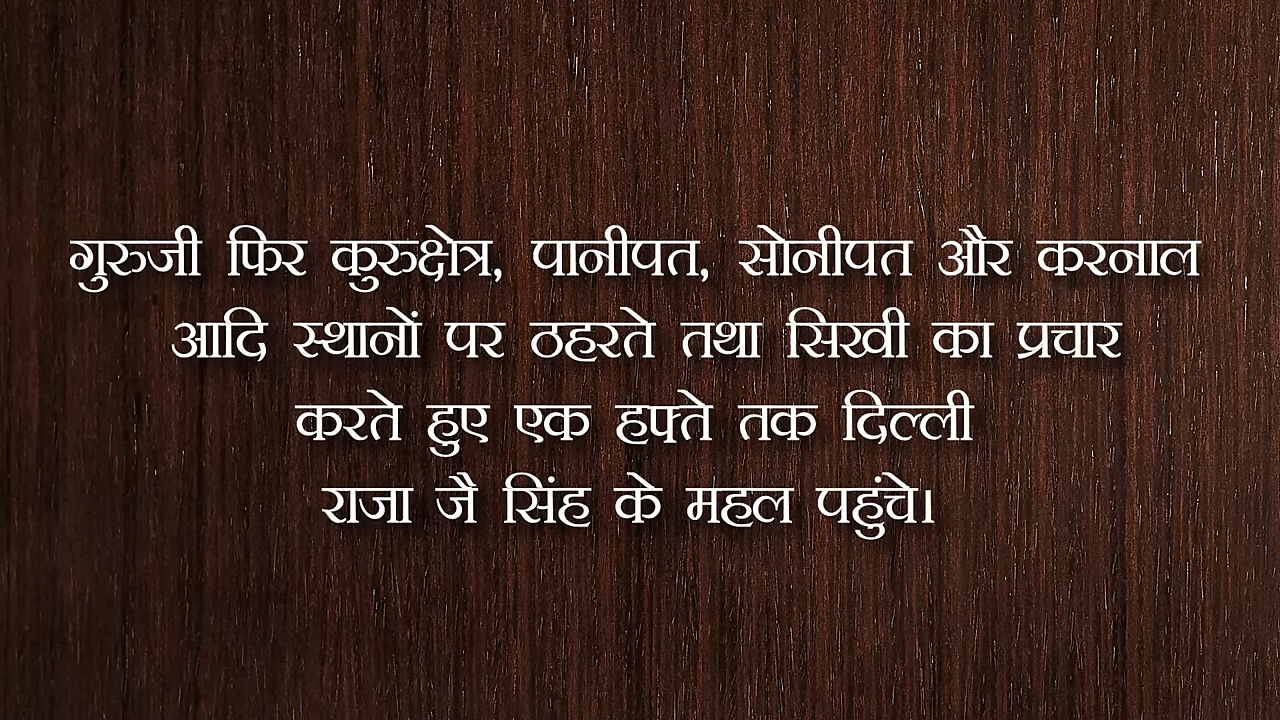 गुरुजी फिर कुरुक्षेत्र, पानीपत, सोनीपत और करनाल
आदि स्थानों पर ठहरते तथा सिखी का प्रचार
करते हुए एक हफ्ते तक दिल्ली
राजा जै सिंह के महल पहुंचे।